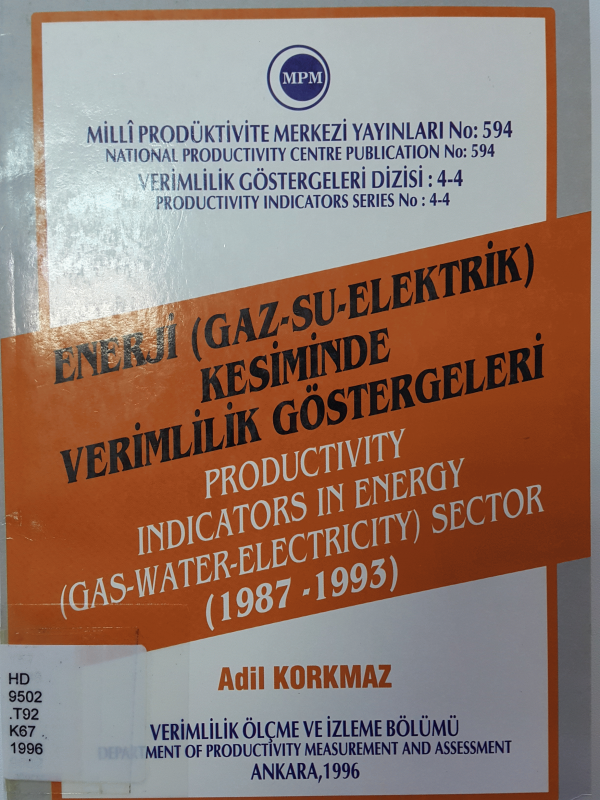 MPM
MİLLÎ PRODÜKTİVİTE MERKEZİ YAYINLARI No: 594
NATIONAL PRODUCTIVITY CENTRE PUBLICATION No: 594
VERİMLİLİK GÖSTERGELERİ DİZİSİ : 4-4
PRODUCTIVITY INDICATORS SERIES No : 4-4
ENERJİ (GAZ-SU-ELEKTRİK)
KESİMİNDE
VERİMLİLİK GÖSTERGELERİ
PRODUCTIVITY
INDICATORS IN ENERGY
(GAS-WATER-ELECTRICITY) SECTOR
(1987 -1993)
Adil KORKMAZ
HD
9502
.T92
K67
1996
VERİMLİLİK ÖLÇME VE İZLEME BÖLÜMÜ
DEPARTMENT OF PRODUCTIVITY MEASUREMENT AND ASSESSMENT
ANKARA,1996